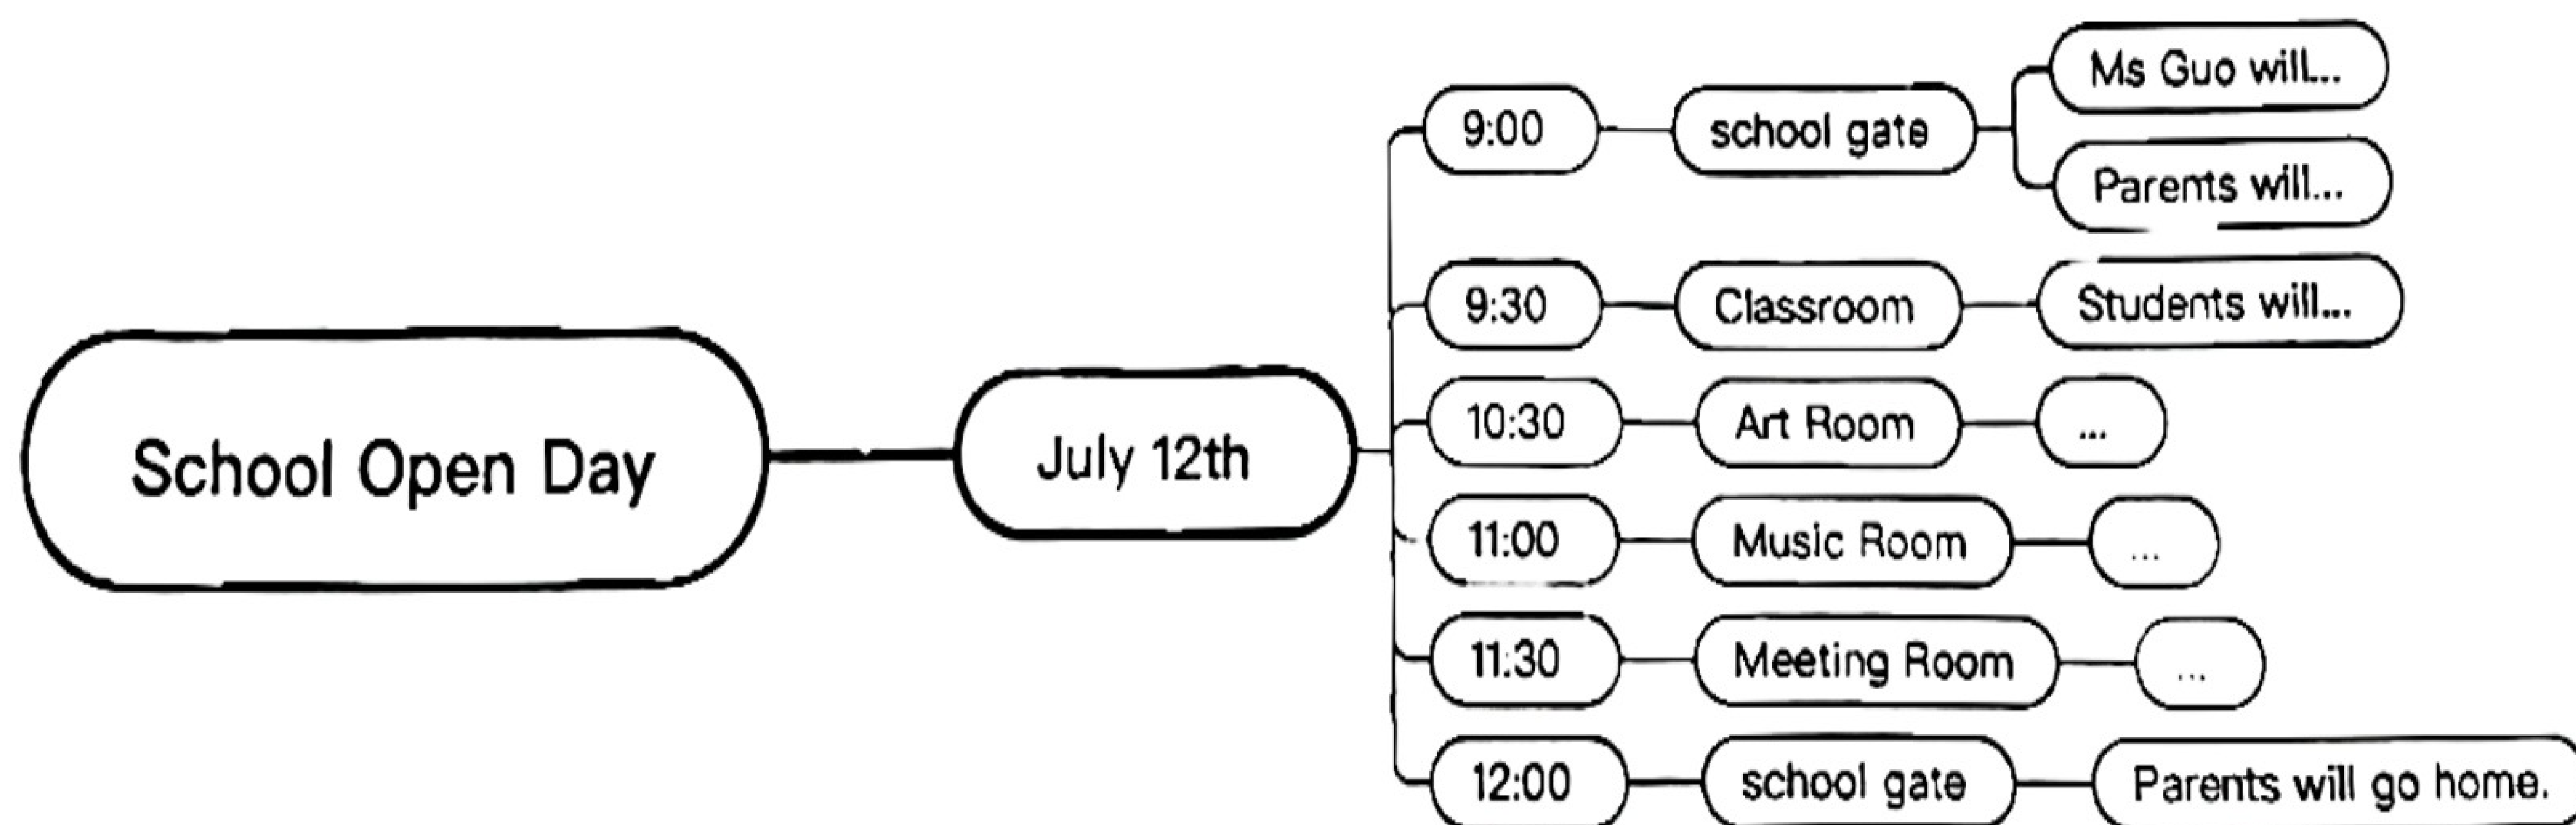 School Open Day
July 12th
9:00
school gate
Ms Guo will...
Parents will...
9:30
Classroom
Students will...
10:30
Art Room
...
11:00
Music Room
...
11:30
Meeting Room
...
12:00
school gate
Parents will go home.